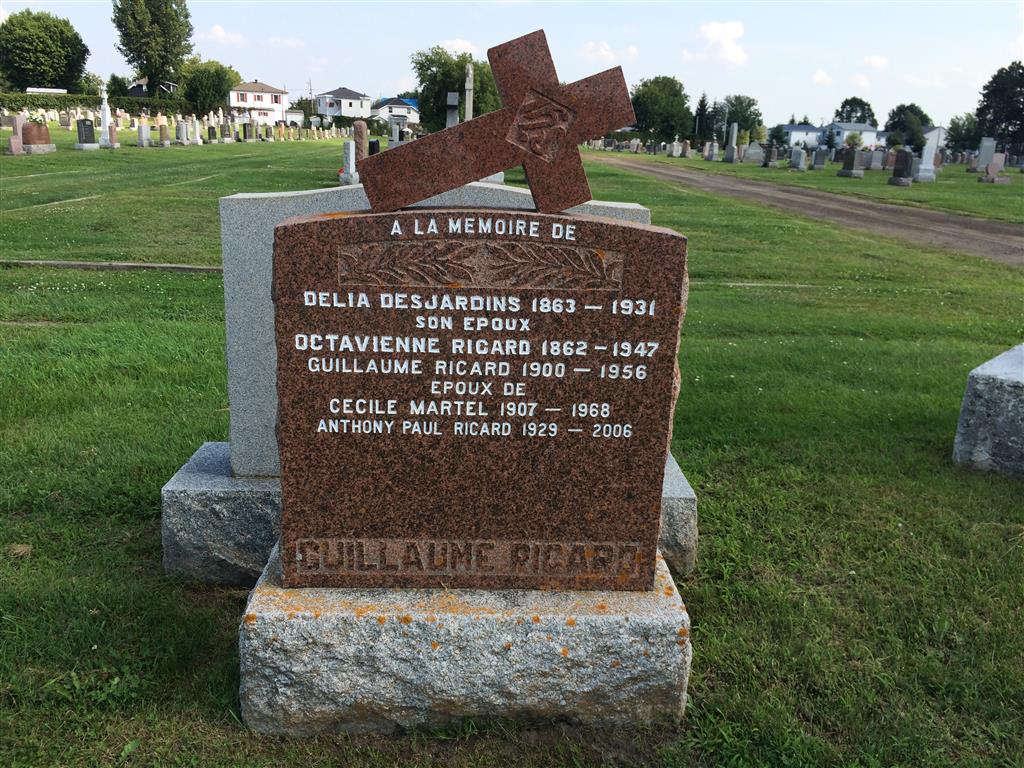 A LA MEMOIRE DE
DELIA DESJARDINS 1863 — 1931
SON EPOUX
OCTAVIENNE RICARD 1862 – 1947
GUILLAUME RICARD 1900 — 1956
EPOUX DE
CECILE MARTEL 1907 — 1968
ANTHONY PAUL RICARD 1929 — 2006
GUILLAUME RICARD